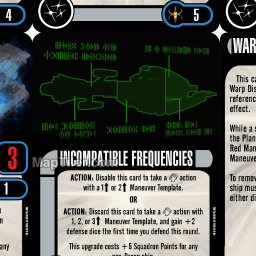 4
5
WAR
This ca
Warp Dis
referenc
effect.
While a s
the Plan
Red Man
Maneuve
To remov
ship mus
either di
3
1
any
INCOMPATIBLE FREQUENCIES
ACTION: Disable this card to take a action
with a 1 or 2 Maneuver Template.
OR
ACTION: Discard this card to take a action with
1, 2, or 3 Maneuver Template, and gain +2
defense dice the first time you defend this round.
This upgrade costs +5 Squadron Points for any